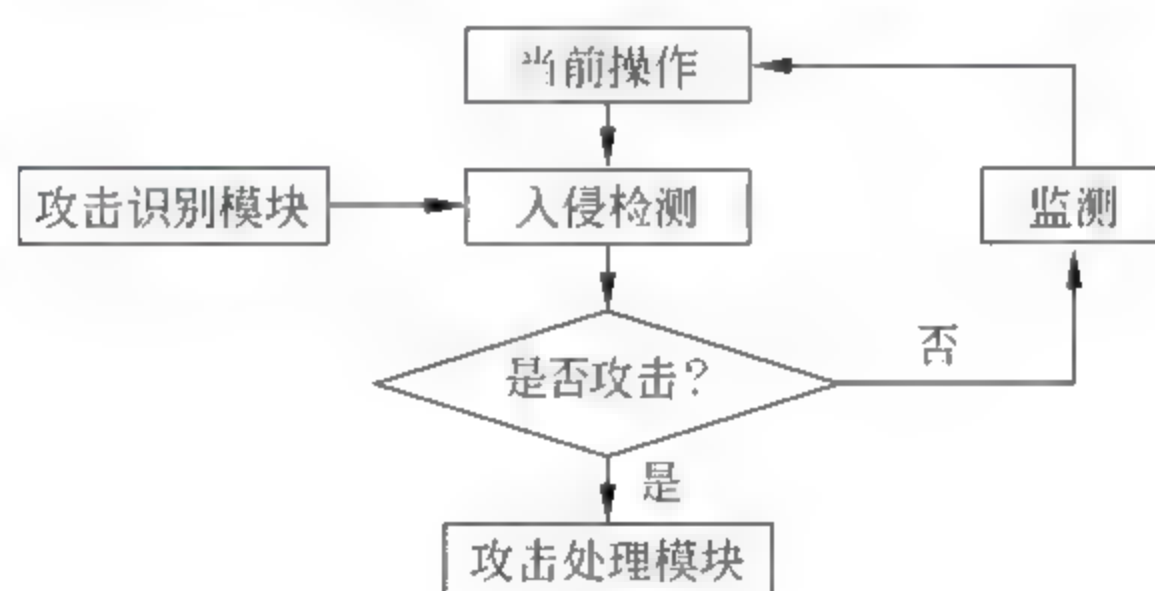 当前操作
攻击识别模块
入侵检测
监测
是否攻击?
否
是
攻击处理模块